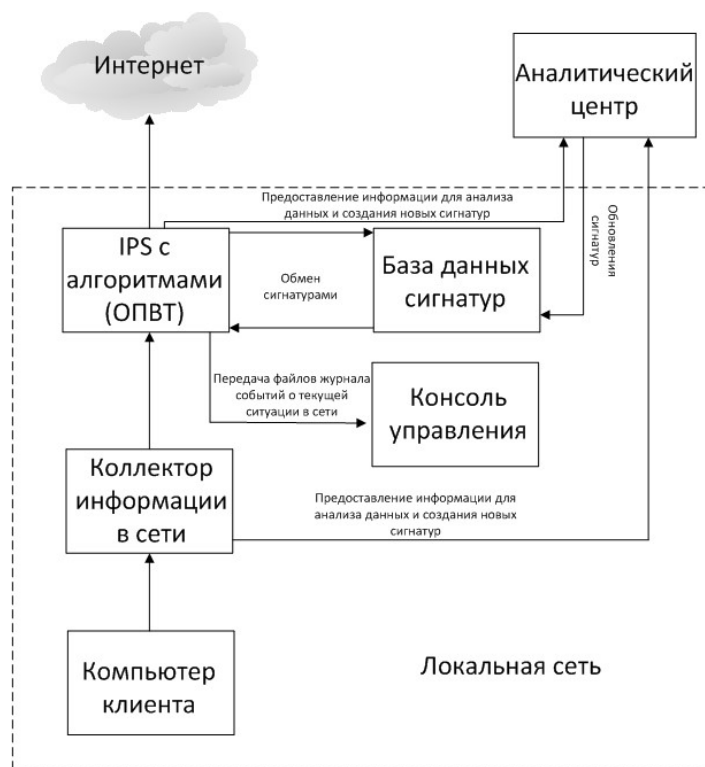 Интернет
Аналитический
центр
Предоставление информации для анализа
данных и создания новых сигнатур
Обновления
сигнатур
IPS с
алгоритмами
(ОПВТ)
Обмен
сигнатурами
База данных
сигнатур
Передача файлов журнала
событий о текущей
ситуации в сети
Консоль
управления
Коллектор
информации
в сети
Предоставление информации для
анализа данных и создания новых
сигнатур
Компьютер
клиента
Локальная сеть